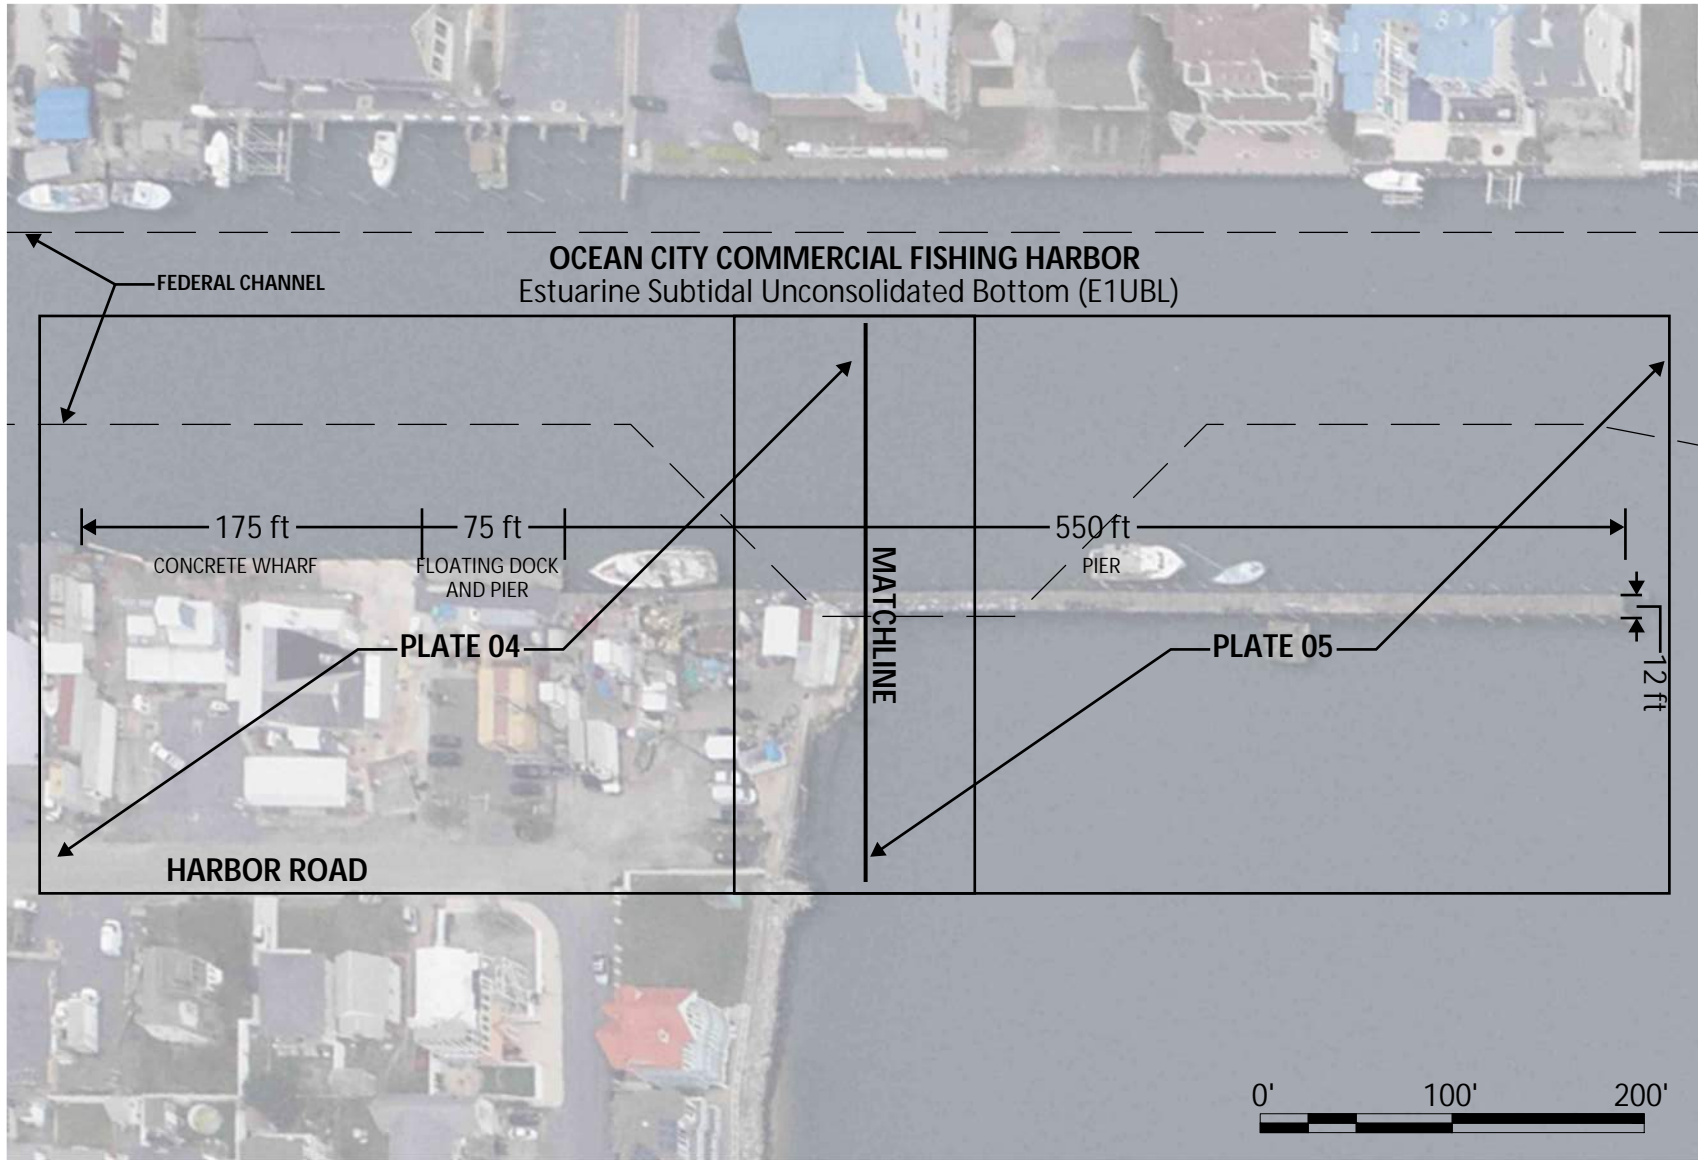 OCEAN CITY COMMERCIAL FISHING HARBOR
Estuarine Subtidal Unconsolidated Bottom (E1UBL)
FEDERAL CHANNEL
175 ft
75 ft
550 ft
CONCRETE WHARF
FLOATING DOCK
AND PIER
PIER
MATCHLINE
PLATE 04
PLATE 05
12 ft
HARBOR ROAD
0' 100' 200'